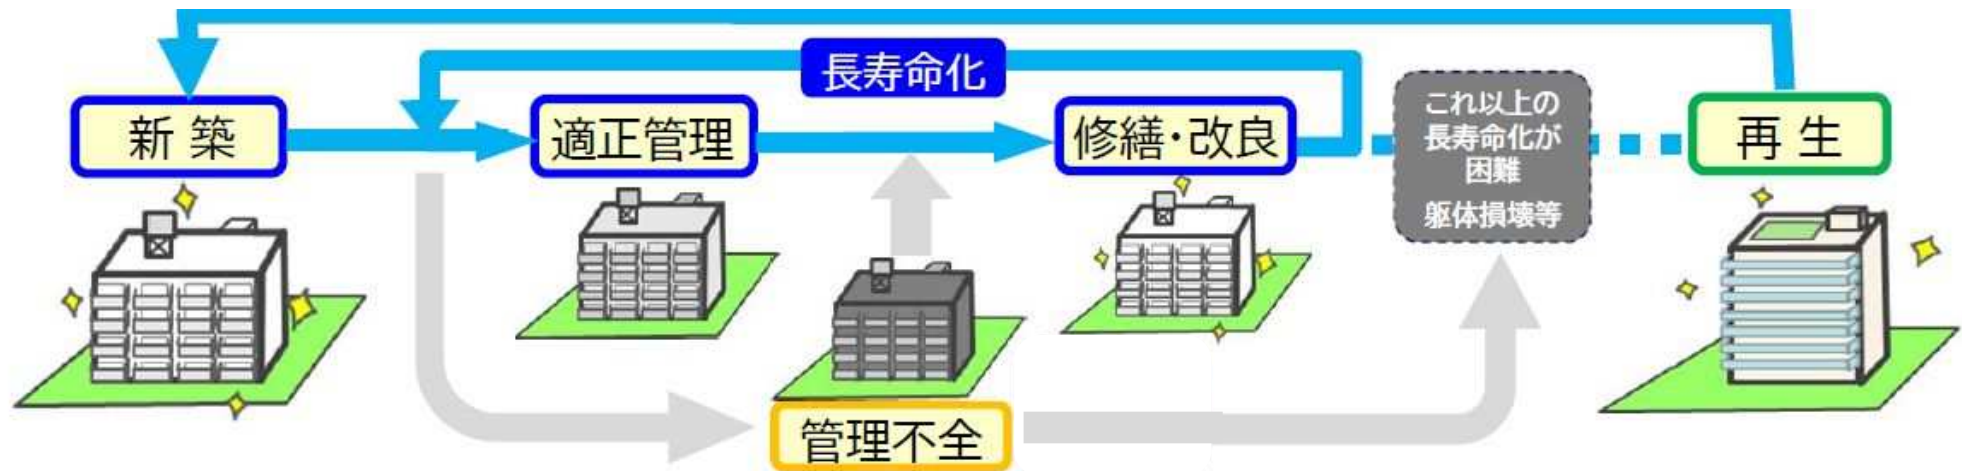 長寿命化
新築
適正管理
修繕・改良
これ以上の
長寿命化が
困難
躯体損壊等
再生
管理不全